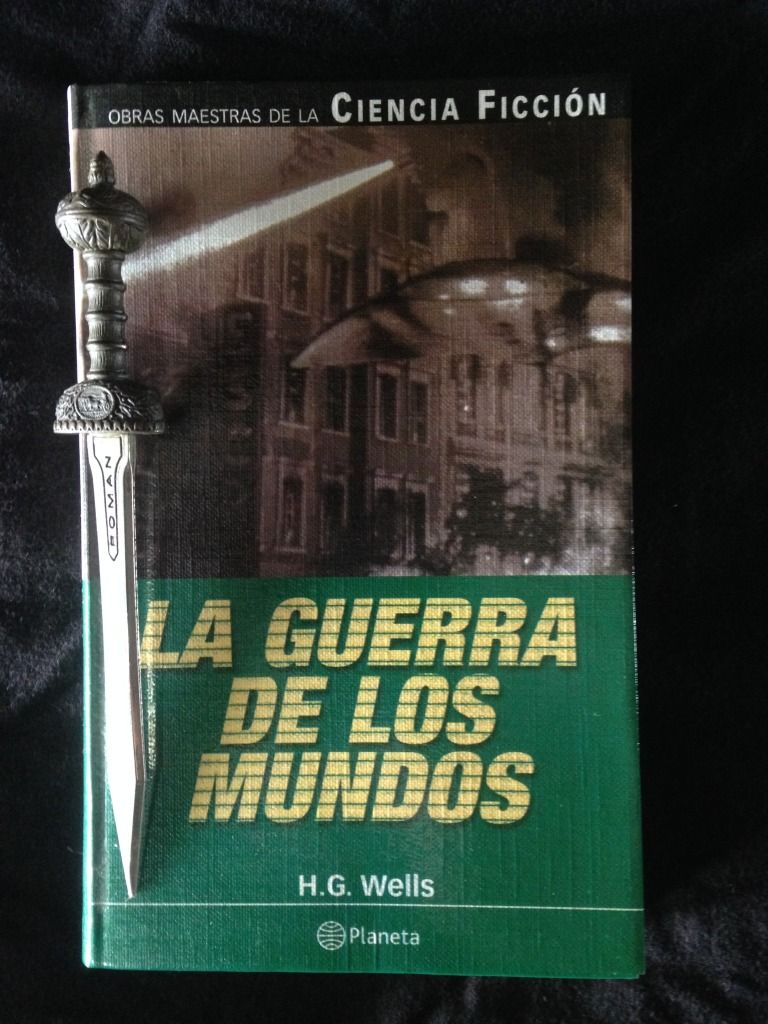 OBRAS MAESTRAS DE LA CIENCIA FICCIÓN
ROMAN
LA GUERRA
DE LOS
MUNDOS
H.G. Wells
Planeta